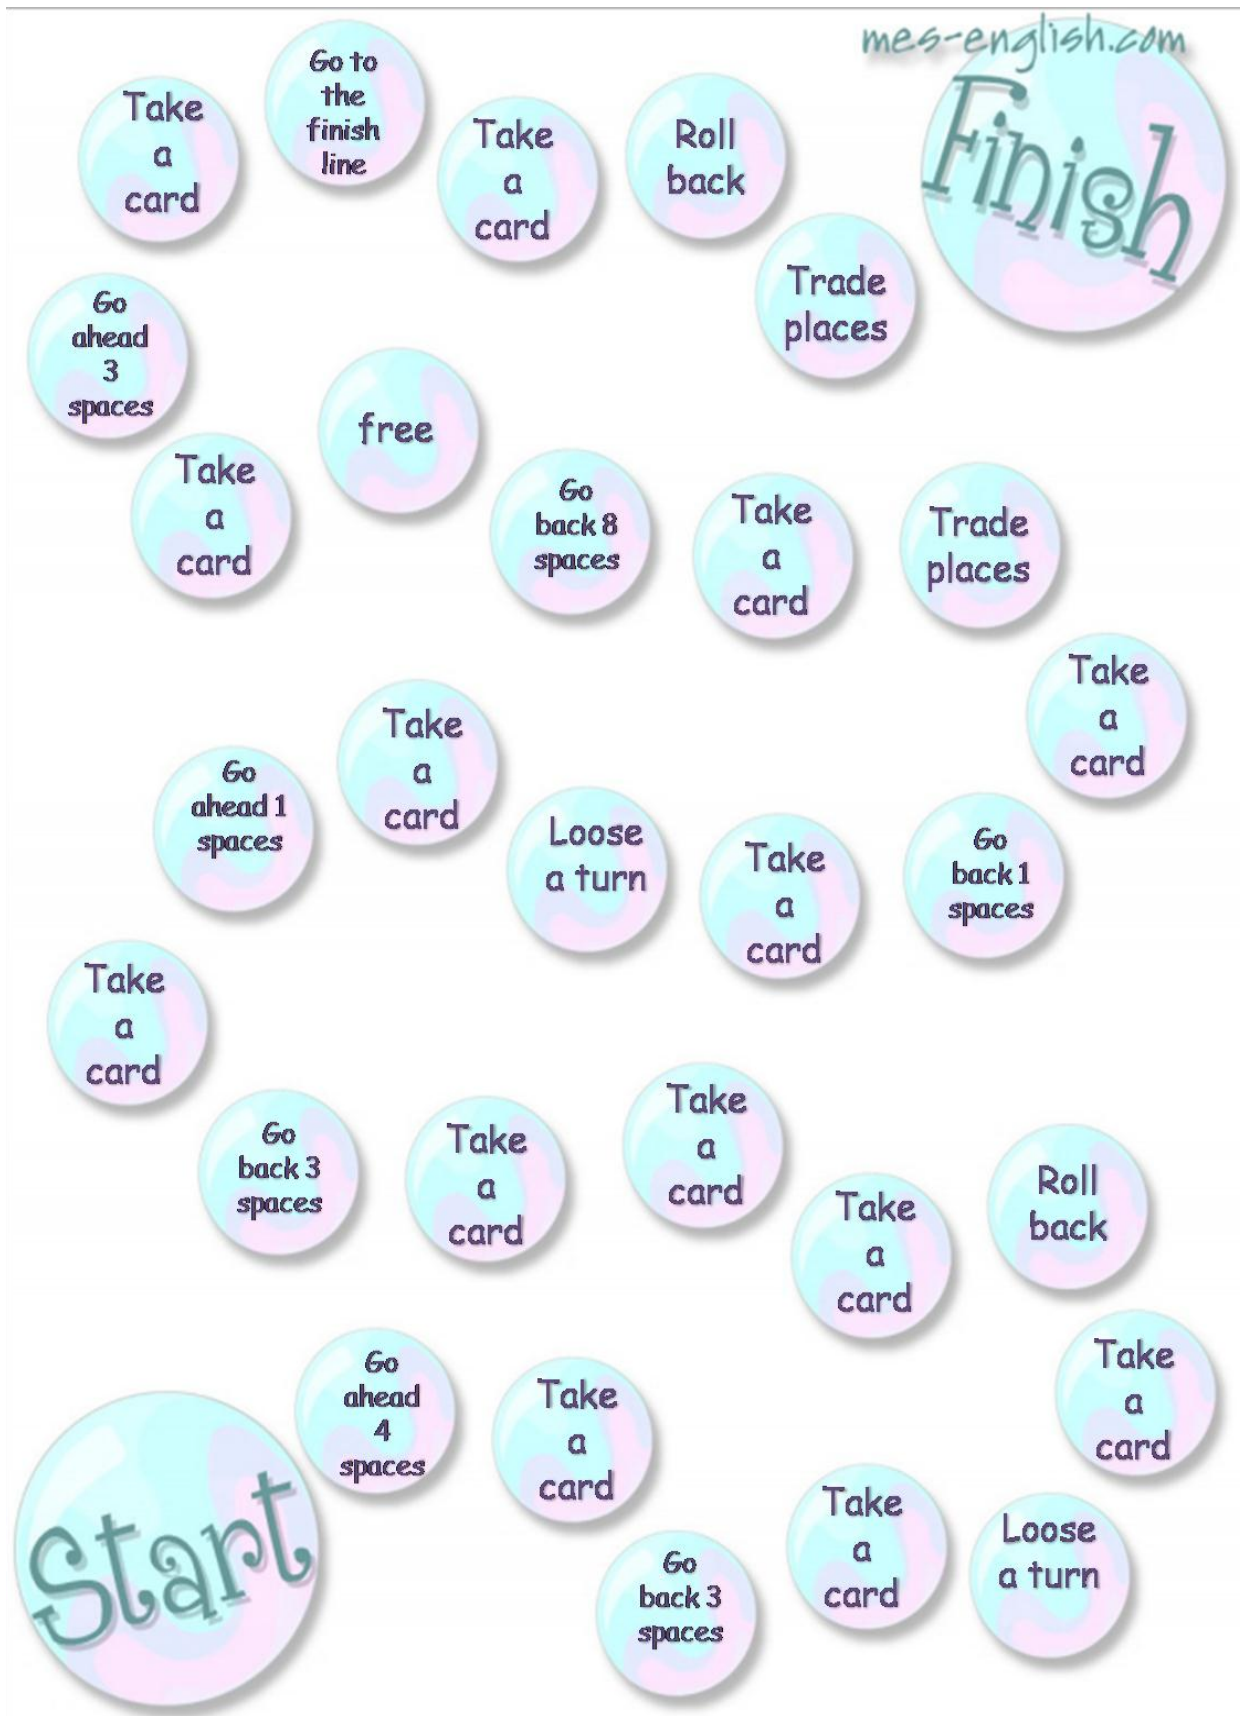 mes-english.com
Finish
Take
a
card
Go to
the
finish
line
Take
a
card
Roll
back
Trade
places
Go
ahead
3
spaces
Take
a
card
free
Go
back 8
spaces
Take
a
card
Trade
places
Take
a
card
Go
ahead 1
spaces
Take
a
card
Loose
a turn
Take
a
card
Go
back 1
spaces
Take
a
card
Go
back 3
spaces
Take
a
card
Take
a
card
Take
a
card
Roll
back
Take
a
card
Start
Go
ahead
4
spaces
Take
a
card
Go
back 3
spaces
Take
a
card
Loose
a turn